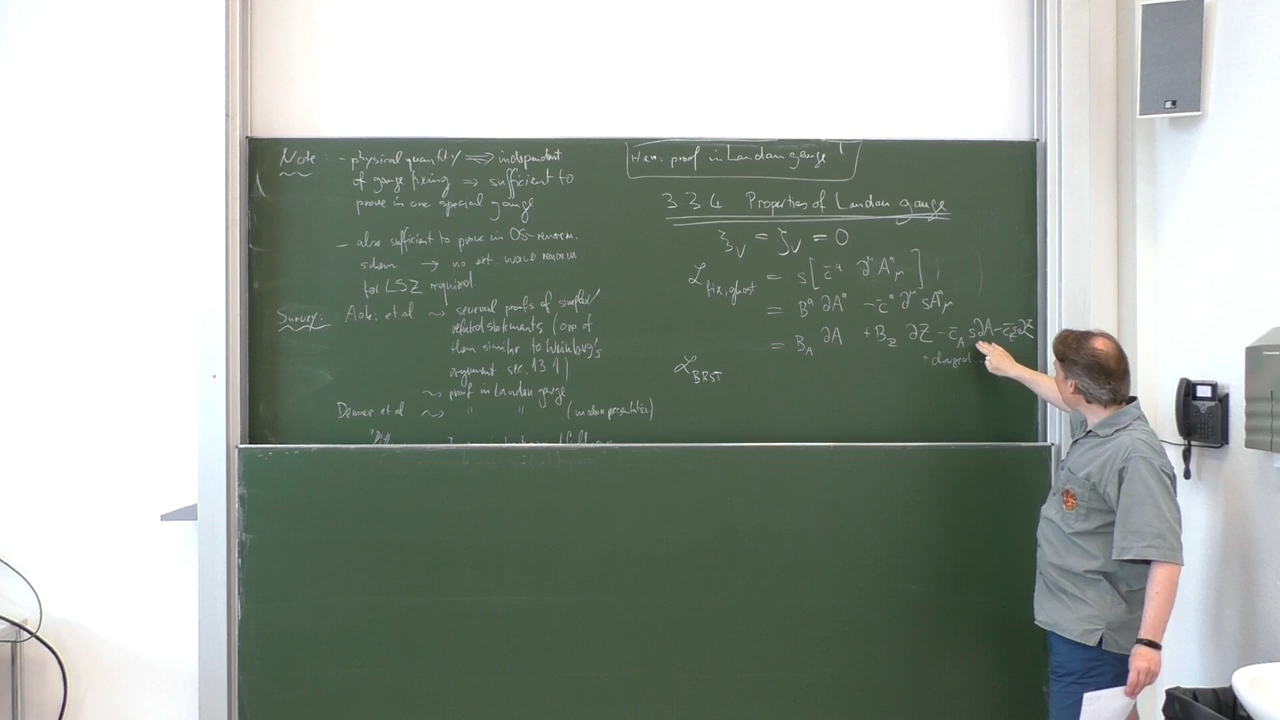 Note: - physical quantity ⟹ independent
of gauge fixing ⇒ sufficient to
prove in one special gauge
- also sufficient to prove in OS-renorm.
schem → no ext wave renorm
for LSZ required
Survey: Aoki et al ⇝ several proofs of simpler
related statements (one of
them similar to Weinberg's
argument sec. 13.1)
⇝ proof in Landau gauge
Denner et al ⇝ " " (modern presentation)
Here: proof in Landau gauge !
3.3.4 Properties of Landau gauge
ξ_V = ζ_V = 0
𝓛_fix,ghost = s[ c̄^a ∂^μ A^a_μ ]
= B^a ∂A^a - c̄^a ∂^μ sA^a_μ
= B_A ∂A + B_Z ∂Z - c̄_A s∂A - c̄_Z s∂Z
+ charged
𝓛_BRST